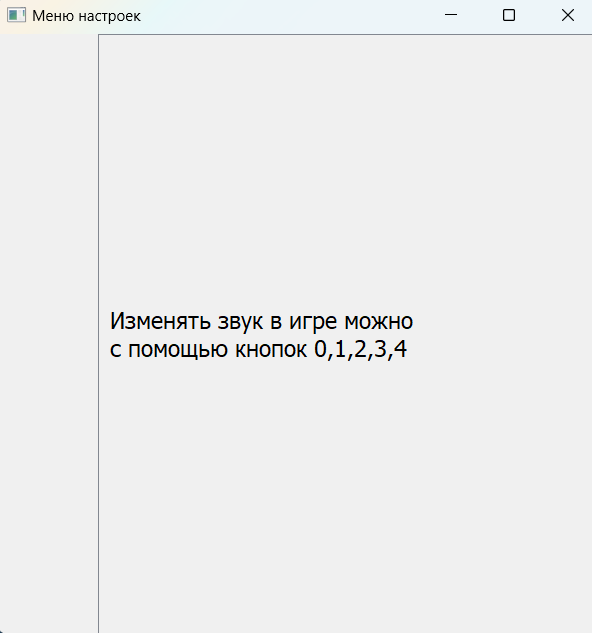 Меню настроек
Изменять звук в игре можно
с помощью кнопок 0,1,2,3,4